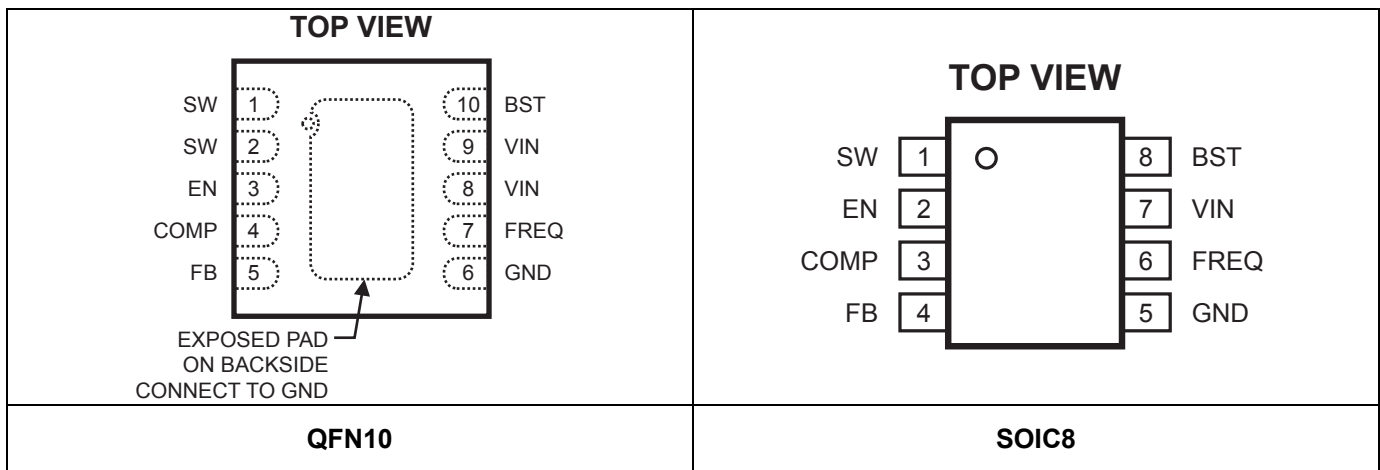 TOP VIEW
SW 1 10 BST
SW 2 9 VIN
EN 3 8 VIN
COMP 4 7 FREQ
FB 5 6 GND
EXPOSED PAD
ON BACKSIDE
CONNECT TO GND
QFN10
TOP VIEW
SW 1 8 BST
EN 2 7 VIN
COMP 3 6 FREQ
FB 4 5 GND
SOIC8